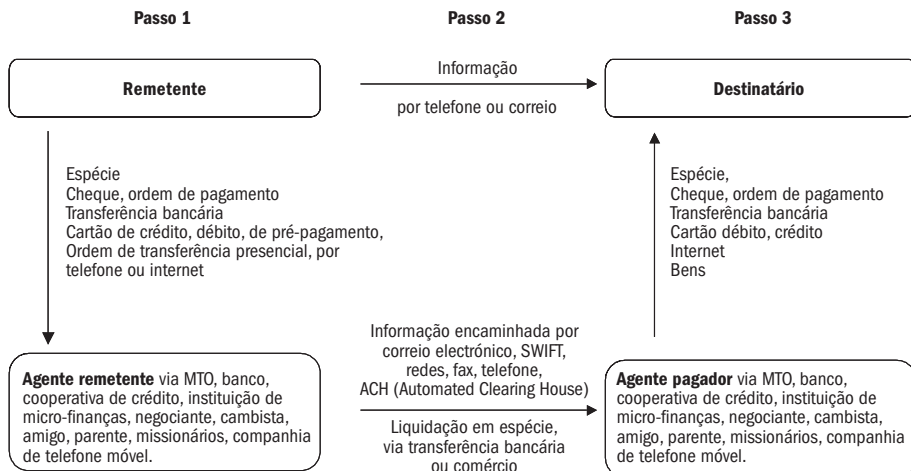 Passo 1
Passo 2
Passo 3
Remetente
Informação
por telefone ou correio
Destinatário
Espécie
Cheque, ordem de pagamento
Transferência bancária
Cartão de crédito, débito, de pré-pagamento,
Ordem de transferência presencial, por
telefone ou internet
Espécie,
Cheque, ordem de pagamento
Transferência bancária
Cartão débito, crédito
Internet
Bens
Agente remetente via MTO, banco,
cooperativa de crédito, instituição de
micro-finanças, negociante, cambista,
amigo, parente, missionários, companhia
de telefone móvel.
Informação encaminhada por
correio electrónico, SWIFT,
redes, fax, telefone,
ACH (Automated Clearing House)
Liquidação em espécie,
via transferência bancária
ou comércio
Agente pagador via MTO, banco,
cooperativa de crédito, instituição de
micro-finanças, negociante, cambista,
amigo, parente, missionários, companhia
de telefone móvel.